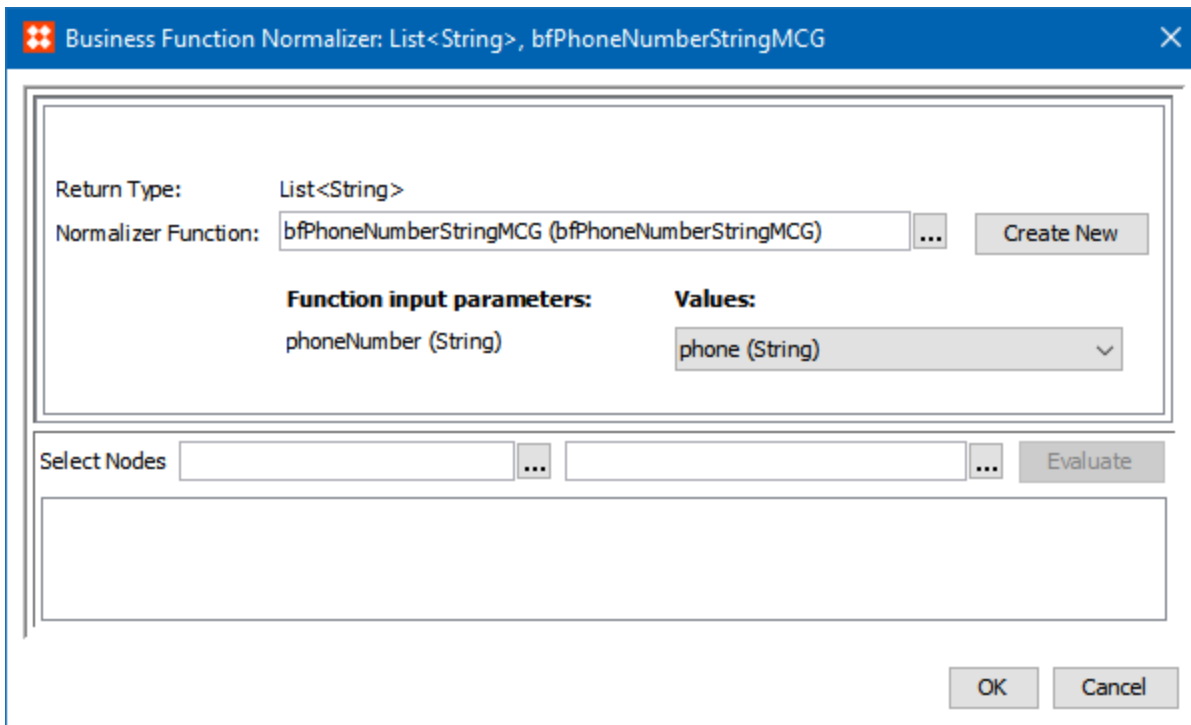 Business Function Normalizer: List<String>, bfPhoneNumberStringMCG
Return Type: List<String>
Normalizer Function: bfPhoneNumberStringMCG (bfPhoneNumberStringMCG) ... Create New
Function input parameters: Values:
phoneNumber (String) phone (String)
Select Nodes ... ... Evaluate
OK Cancel